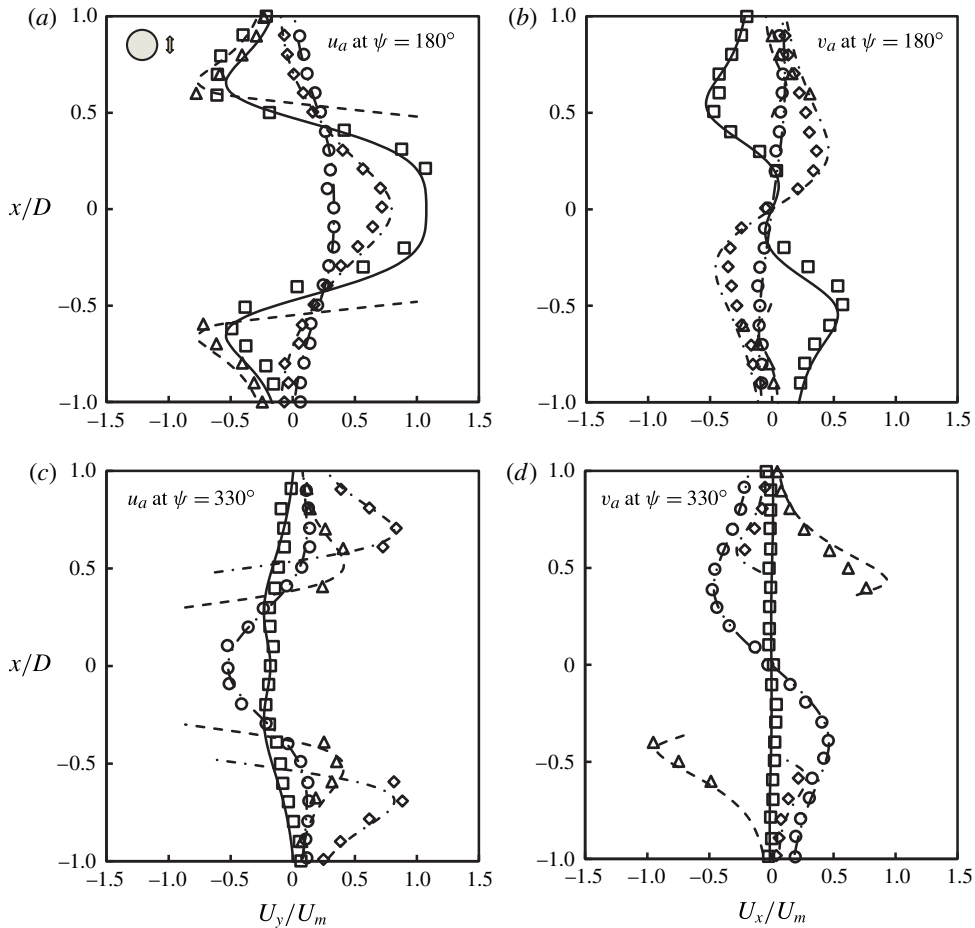 (a)
(b)
1.0
u_a at ψ = 180°
1.0
v_a at ψ = 180°
0.5
0.5
x/D
0
0
−0.5
−0.5
−1.0
−1.0
−1.5 −1.0 −0.5 0 0.5 1.0 1.5
−1.5 −1.0 −0.5 0 0.5 1.0 1.5
(c)
(d)
1.0
u_a at ψ = 330°
1.0
v_a at ψ = 330°
0.5
0.5
x/D
0
0
−0.5
−0.5
−1.0
−1.0
−1.5 −1.0 −0.5 0 0.5 1.0 1.5
−1.5 −1.0 −0.5 0 0.5 1.0 1.5
U_y/U_m
U_x/U_m